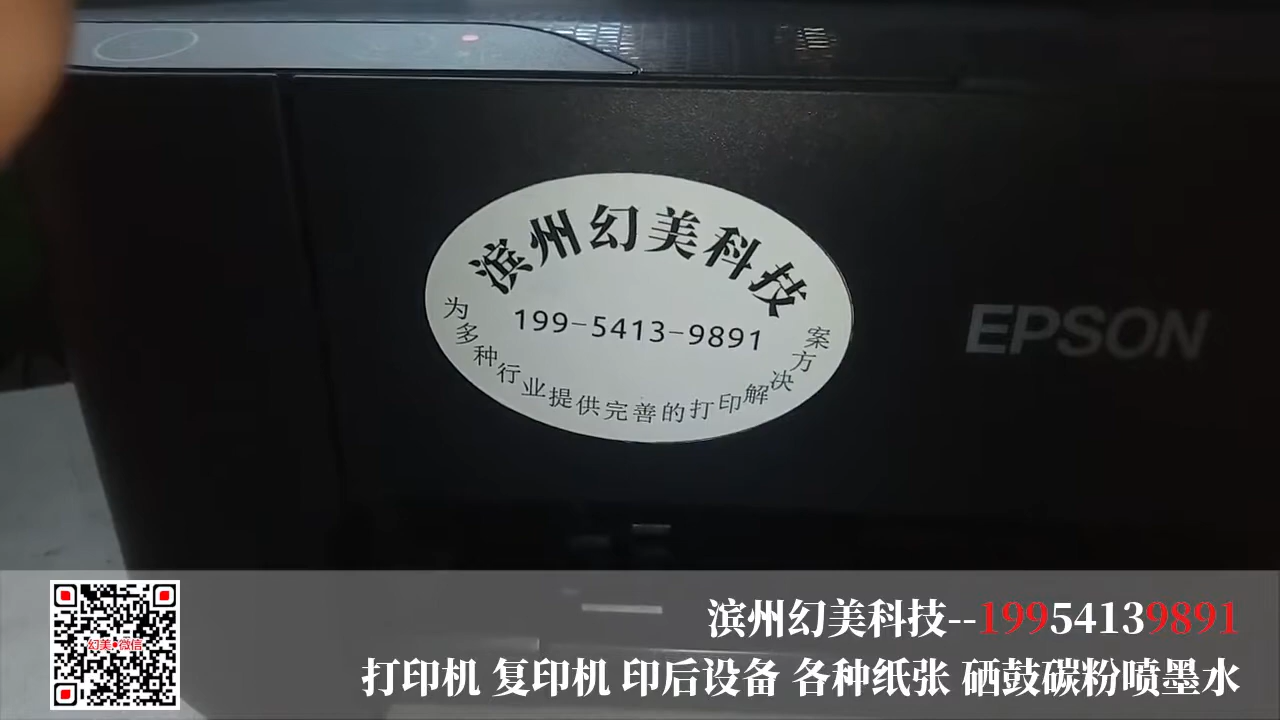 滨州幻美科技
199-5413-9891
为多种行业提供完善的打印解决方案
EPSON
幻美●微信
滨州幻美科技--19954139891
打印机 复印机 印后设备 各种纸张 硒鼓碳粉喷墨水